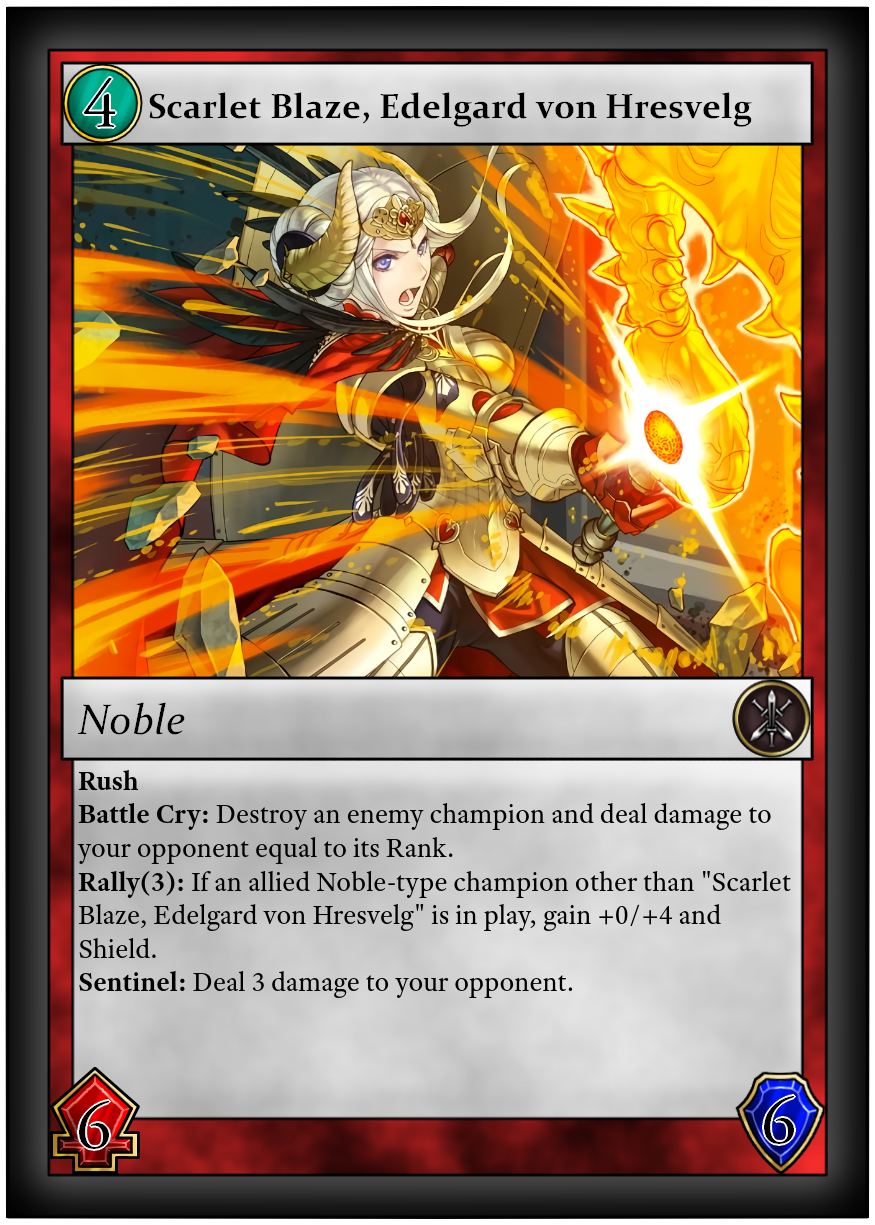 4 Scarlet Blaze, Edelgard von Hresvelg
Noble
Rush
Battle Cry: Destroy an enemy champion and deal damage to
your opponent equal to its Rank.
Rally(3): If an allied Noble-type champion other than "Scarlet
Blaze, Edelgard von Hresvelg" is in play, gain +0/+4 and
Shield.
Sentinel: Deal 3 damage to your opponent.
6 6